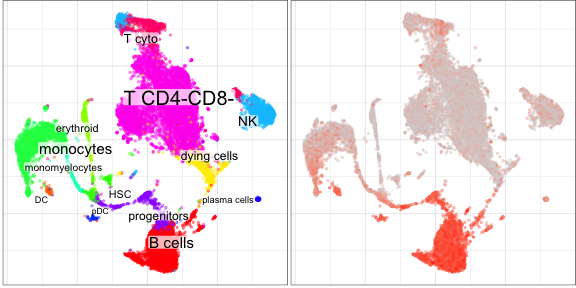 T cyto
T CD4-CD8-
NK
erythroid
monocytes
dying cells
monomyelocytes
HSC
DC
plasma cells
pDC
progenitors
B cells